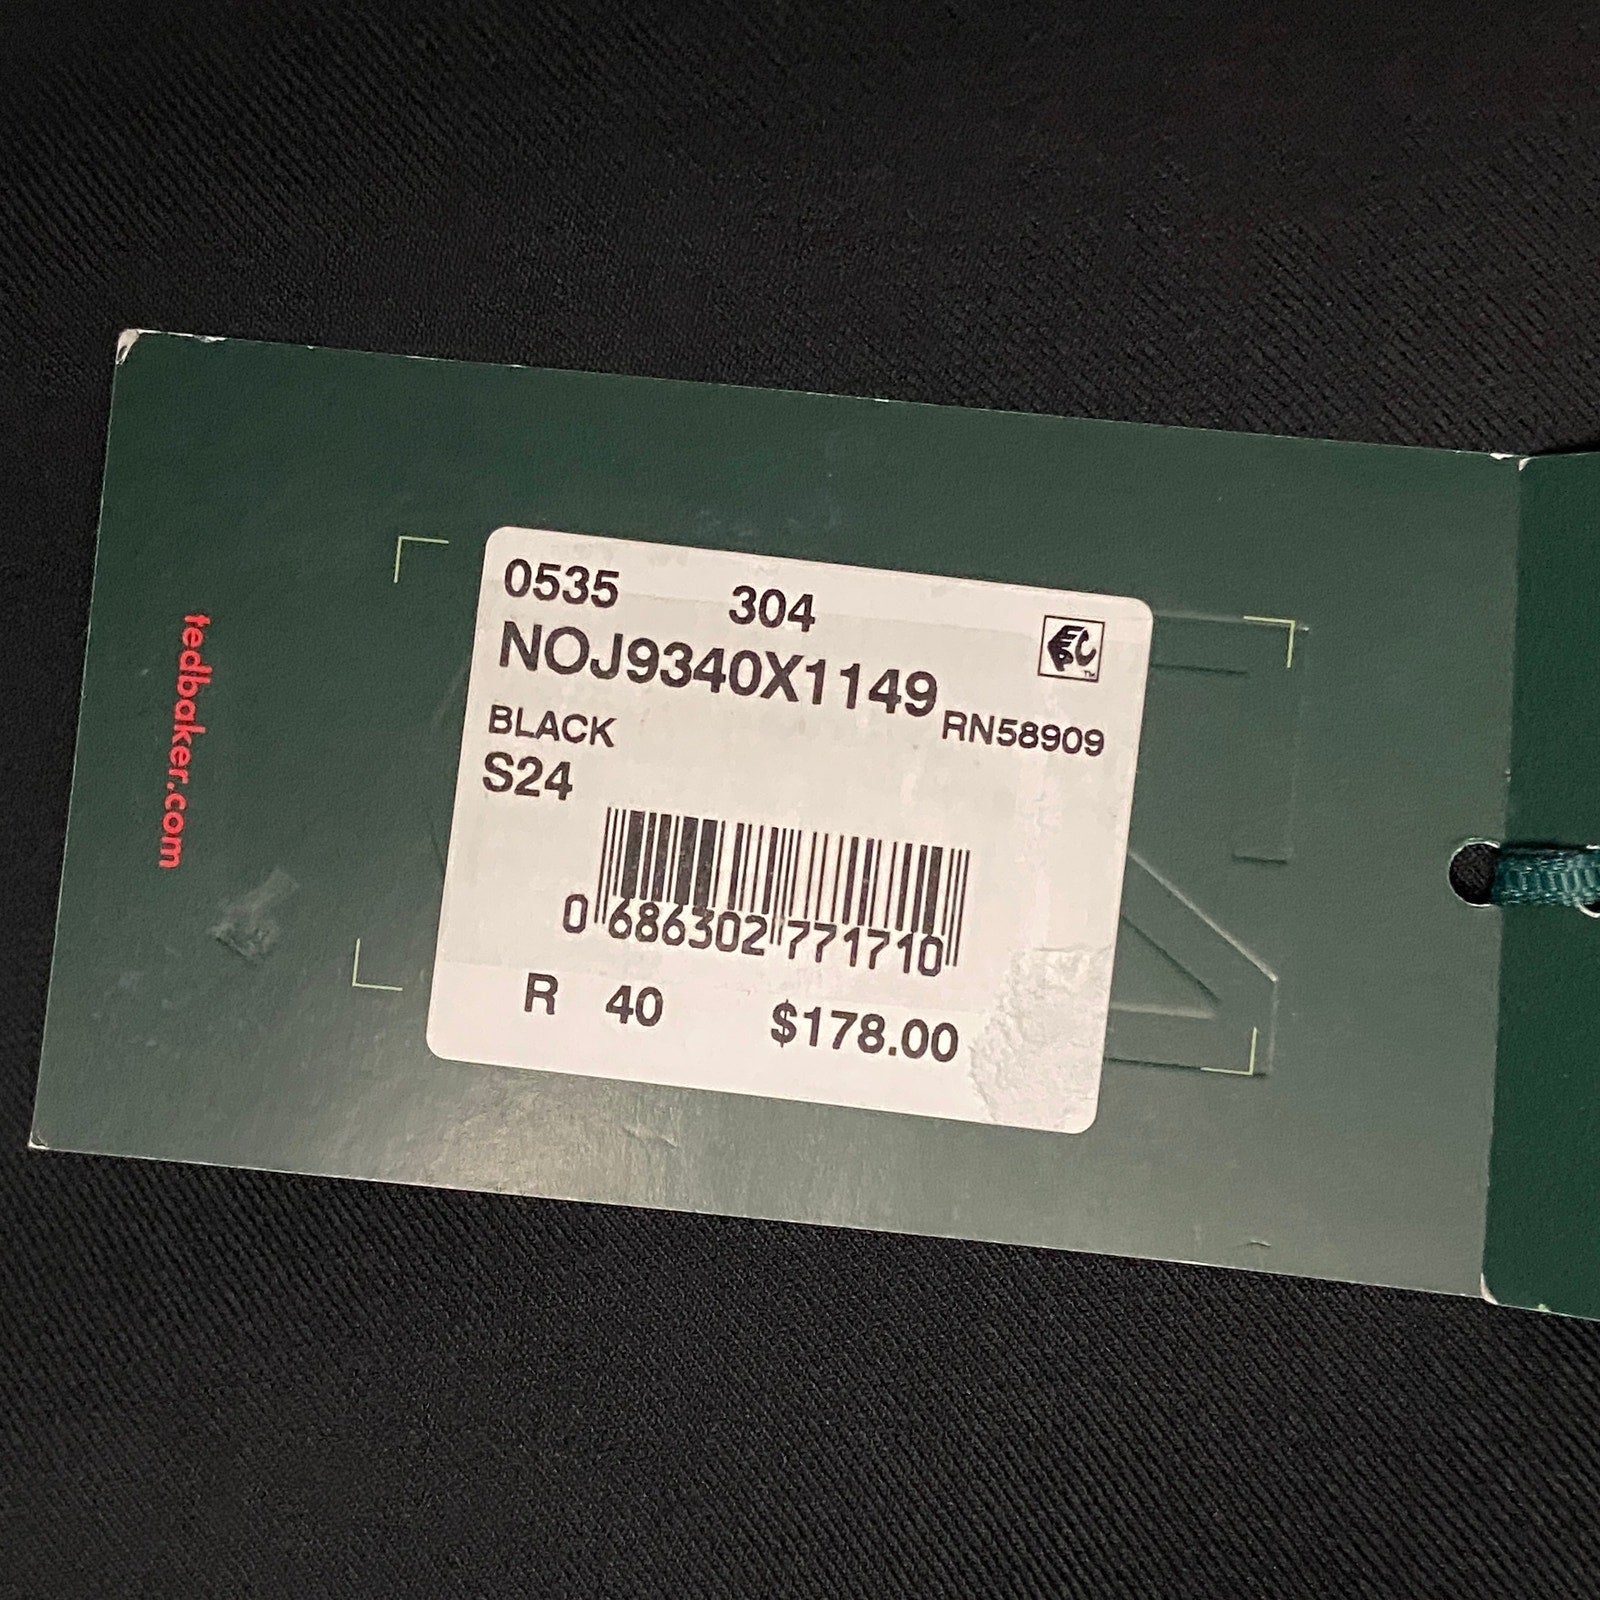 tedbaker.com
0535 304
NOJ9340X1149
RN58909
BLACK
S24
0 686302 771710
R 40 $178.00